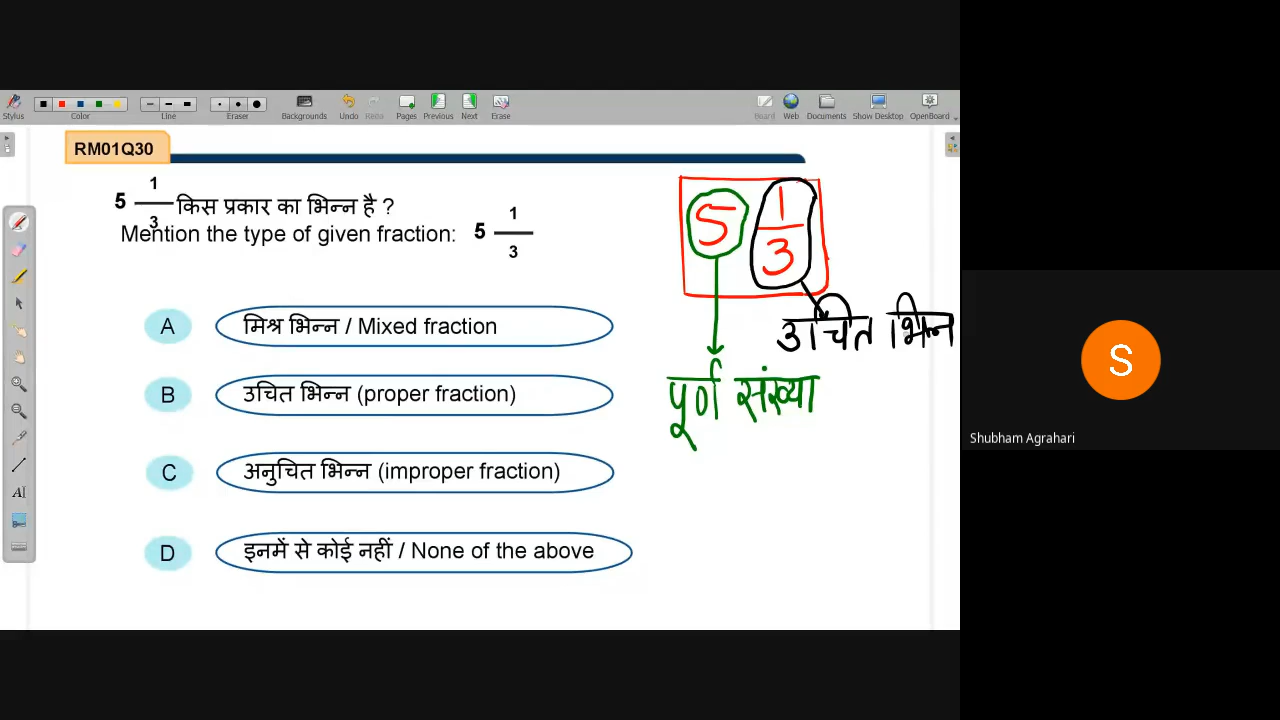 Stylus
Color
Line
Eraser
Backgrounds
Undo
Redo
Pages
Previous
Next
Erase
Board
Web
Documents
Show Desktop
OpenBoard
RM01Q30
5 1/3 किस प्रकार का भिन्न है ?
Mention the type of given fraction: 5 1/3
A मिश्र भिन्न / Mixed fraction
B उचित भिन्न (proper fraction)
C अनुचित भिन्न (improper fraction)
D इनमें से कोई नहीं / None of the above
5 1/3
उचित भिन्न
पूर्ण संख्या
AI
S
Shubham Agrahari